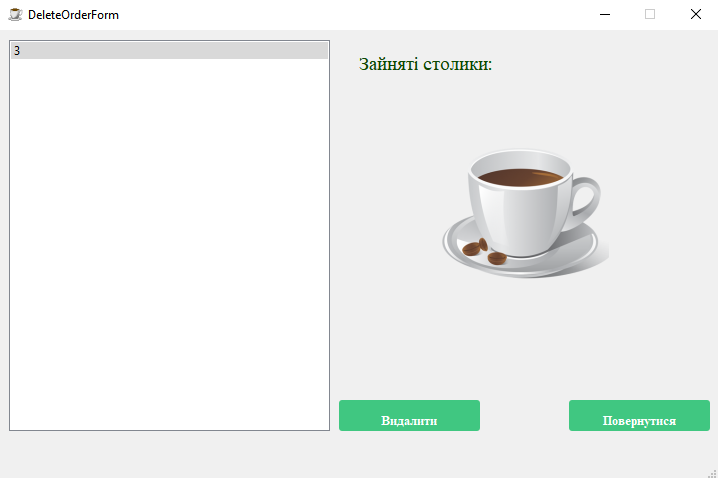 DeleteOrderForm
3
Зайняті столики:
Видалити
Повернутися